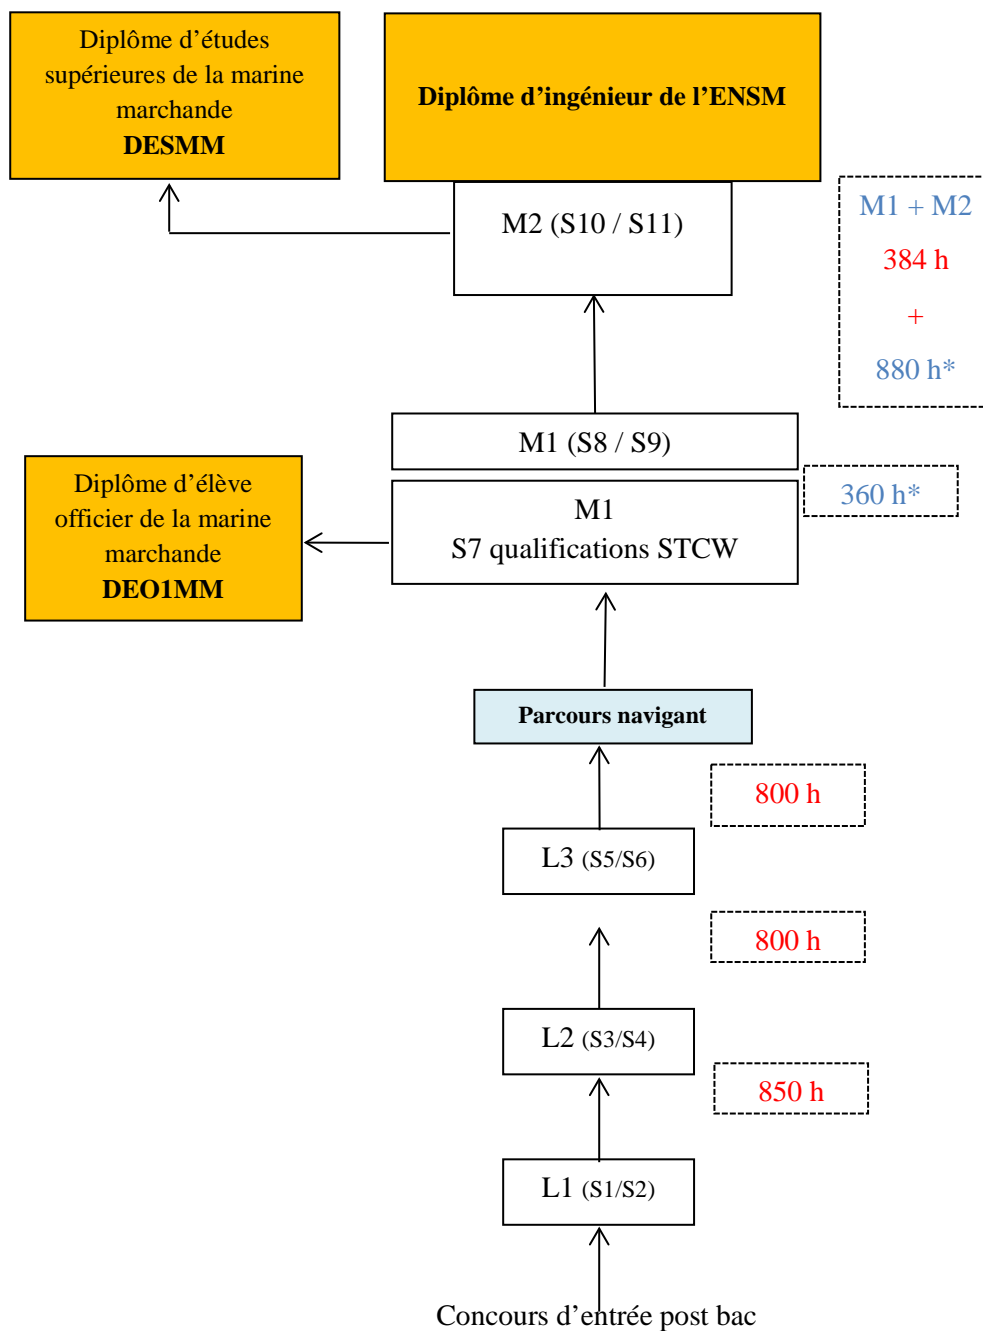 Diplôme d’études
supérieures de la marine
marchande
DESMM
Diplôme d’ingénieur de l’ENSM
M2 (S10 / S11)
M1 + M2
384 h
+
880 h*
M1 (S8 / S9)
Diplôme d’élève
officier de la marine
marchande
DEO1MM
M1
S7 qualifications STCW
360 h*
Parcours navigant
800 h
L3 (S5/S6)
800 h
L2 (S3/S4)
850 h
L1 (S1/S2)
Concours d’entrée post bac